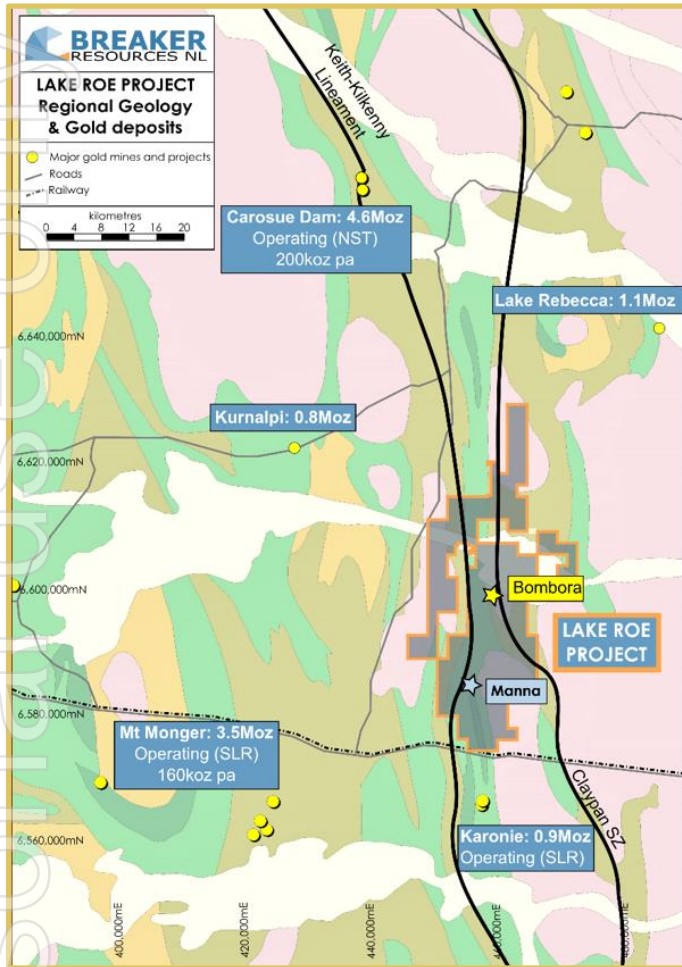 BREAKER
RESOURCES NL
LAKE ROE PROJECT
Regional Geology
& Gold deposits
Major gold mines and projects
Roads
Railway
kilometres
0 4 8 12 16 20
Keith-Kilkenny
Lineament
Carosue Dam: 4.6Moz
Operating (NST)
200koz pa
Lake Rebecca: 1.1Moz
6,640,000mN
Kurnalpi: 0.8Moz
6,620,000mN
6,600,000mN
Bombora
LAKE ROE
PROJECT
Manna
6,580,000mN
Mt Monger: 3.5Moz
Operating (SLR)
160koz pa
Claypan SZ
Karonie: 0.9Moz
Operating (SLR)
6,560,000mN
400,000mE
420,000mE
440,000mE
460,000mE
480,000mE